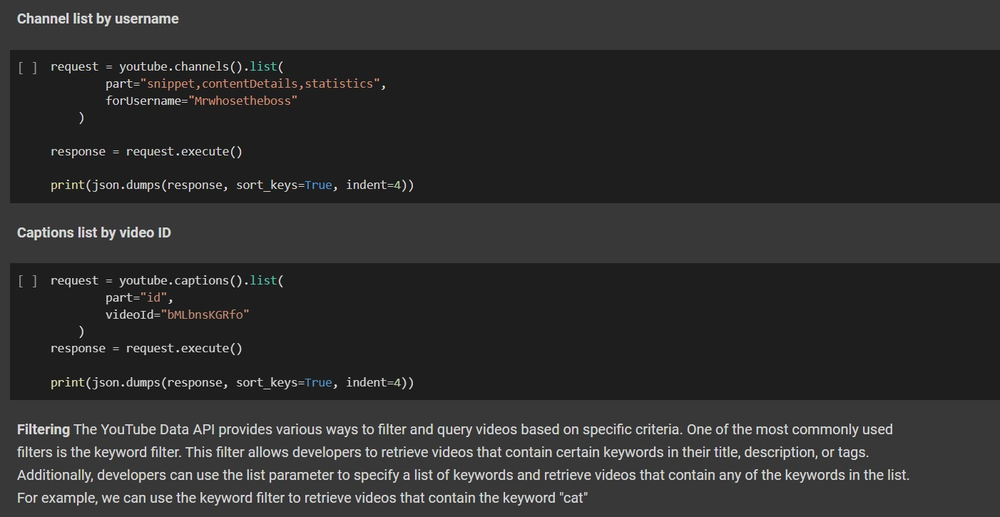 Channel list by username
[ ] request = youtube.channels().list(
part="snippet,contentDetails,statistics",
forUsername="Mrwhosetheboss"
)
response = request.execute()
print(json.dumps(response, sort_keys=True, indent=4))
Captions list by video ID
[ ] request = youtube.captions().list(
part="id",
videoId="bMLbnsKGRfo"
)
response = request.execute()
print(json.dumps(response, sort_keys=True, indent=4))
Filtering The YouTube Data API provides various ways to filter and query videos based on specific criteria. One of the most commonly used
filters is the keyword filter. This filter allows developers to retrieve videos that contain certain keywords in their title, description, or tags.
Additionally, developers can use the list parameter to specify a list of keywords and retrieve videos that contain any of the keywords in the list.
For example, we can use the keyword filter to retrieve videos that contain the keyword "cat"